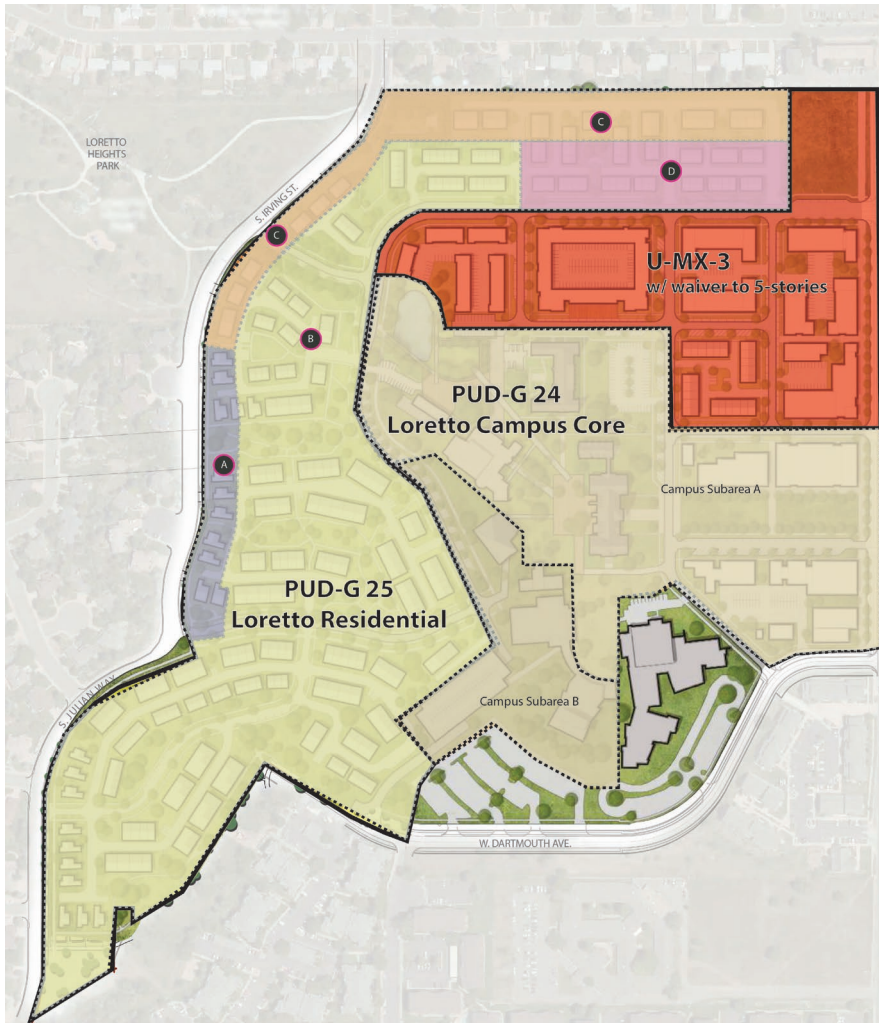 C
LORETTO
HEIGHTS
PARK
D
S. IRVING ST.
C
U-MX-3
w/ waiver to 5-stories
B
PUD-G 24
Loretto Campus Core
A
Campus Subarea A
PUD-G 25
Loretto Residential
S. JULIAN WAY
Campus Subarea B
W. DARTMOUTH AVE.